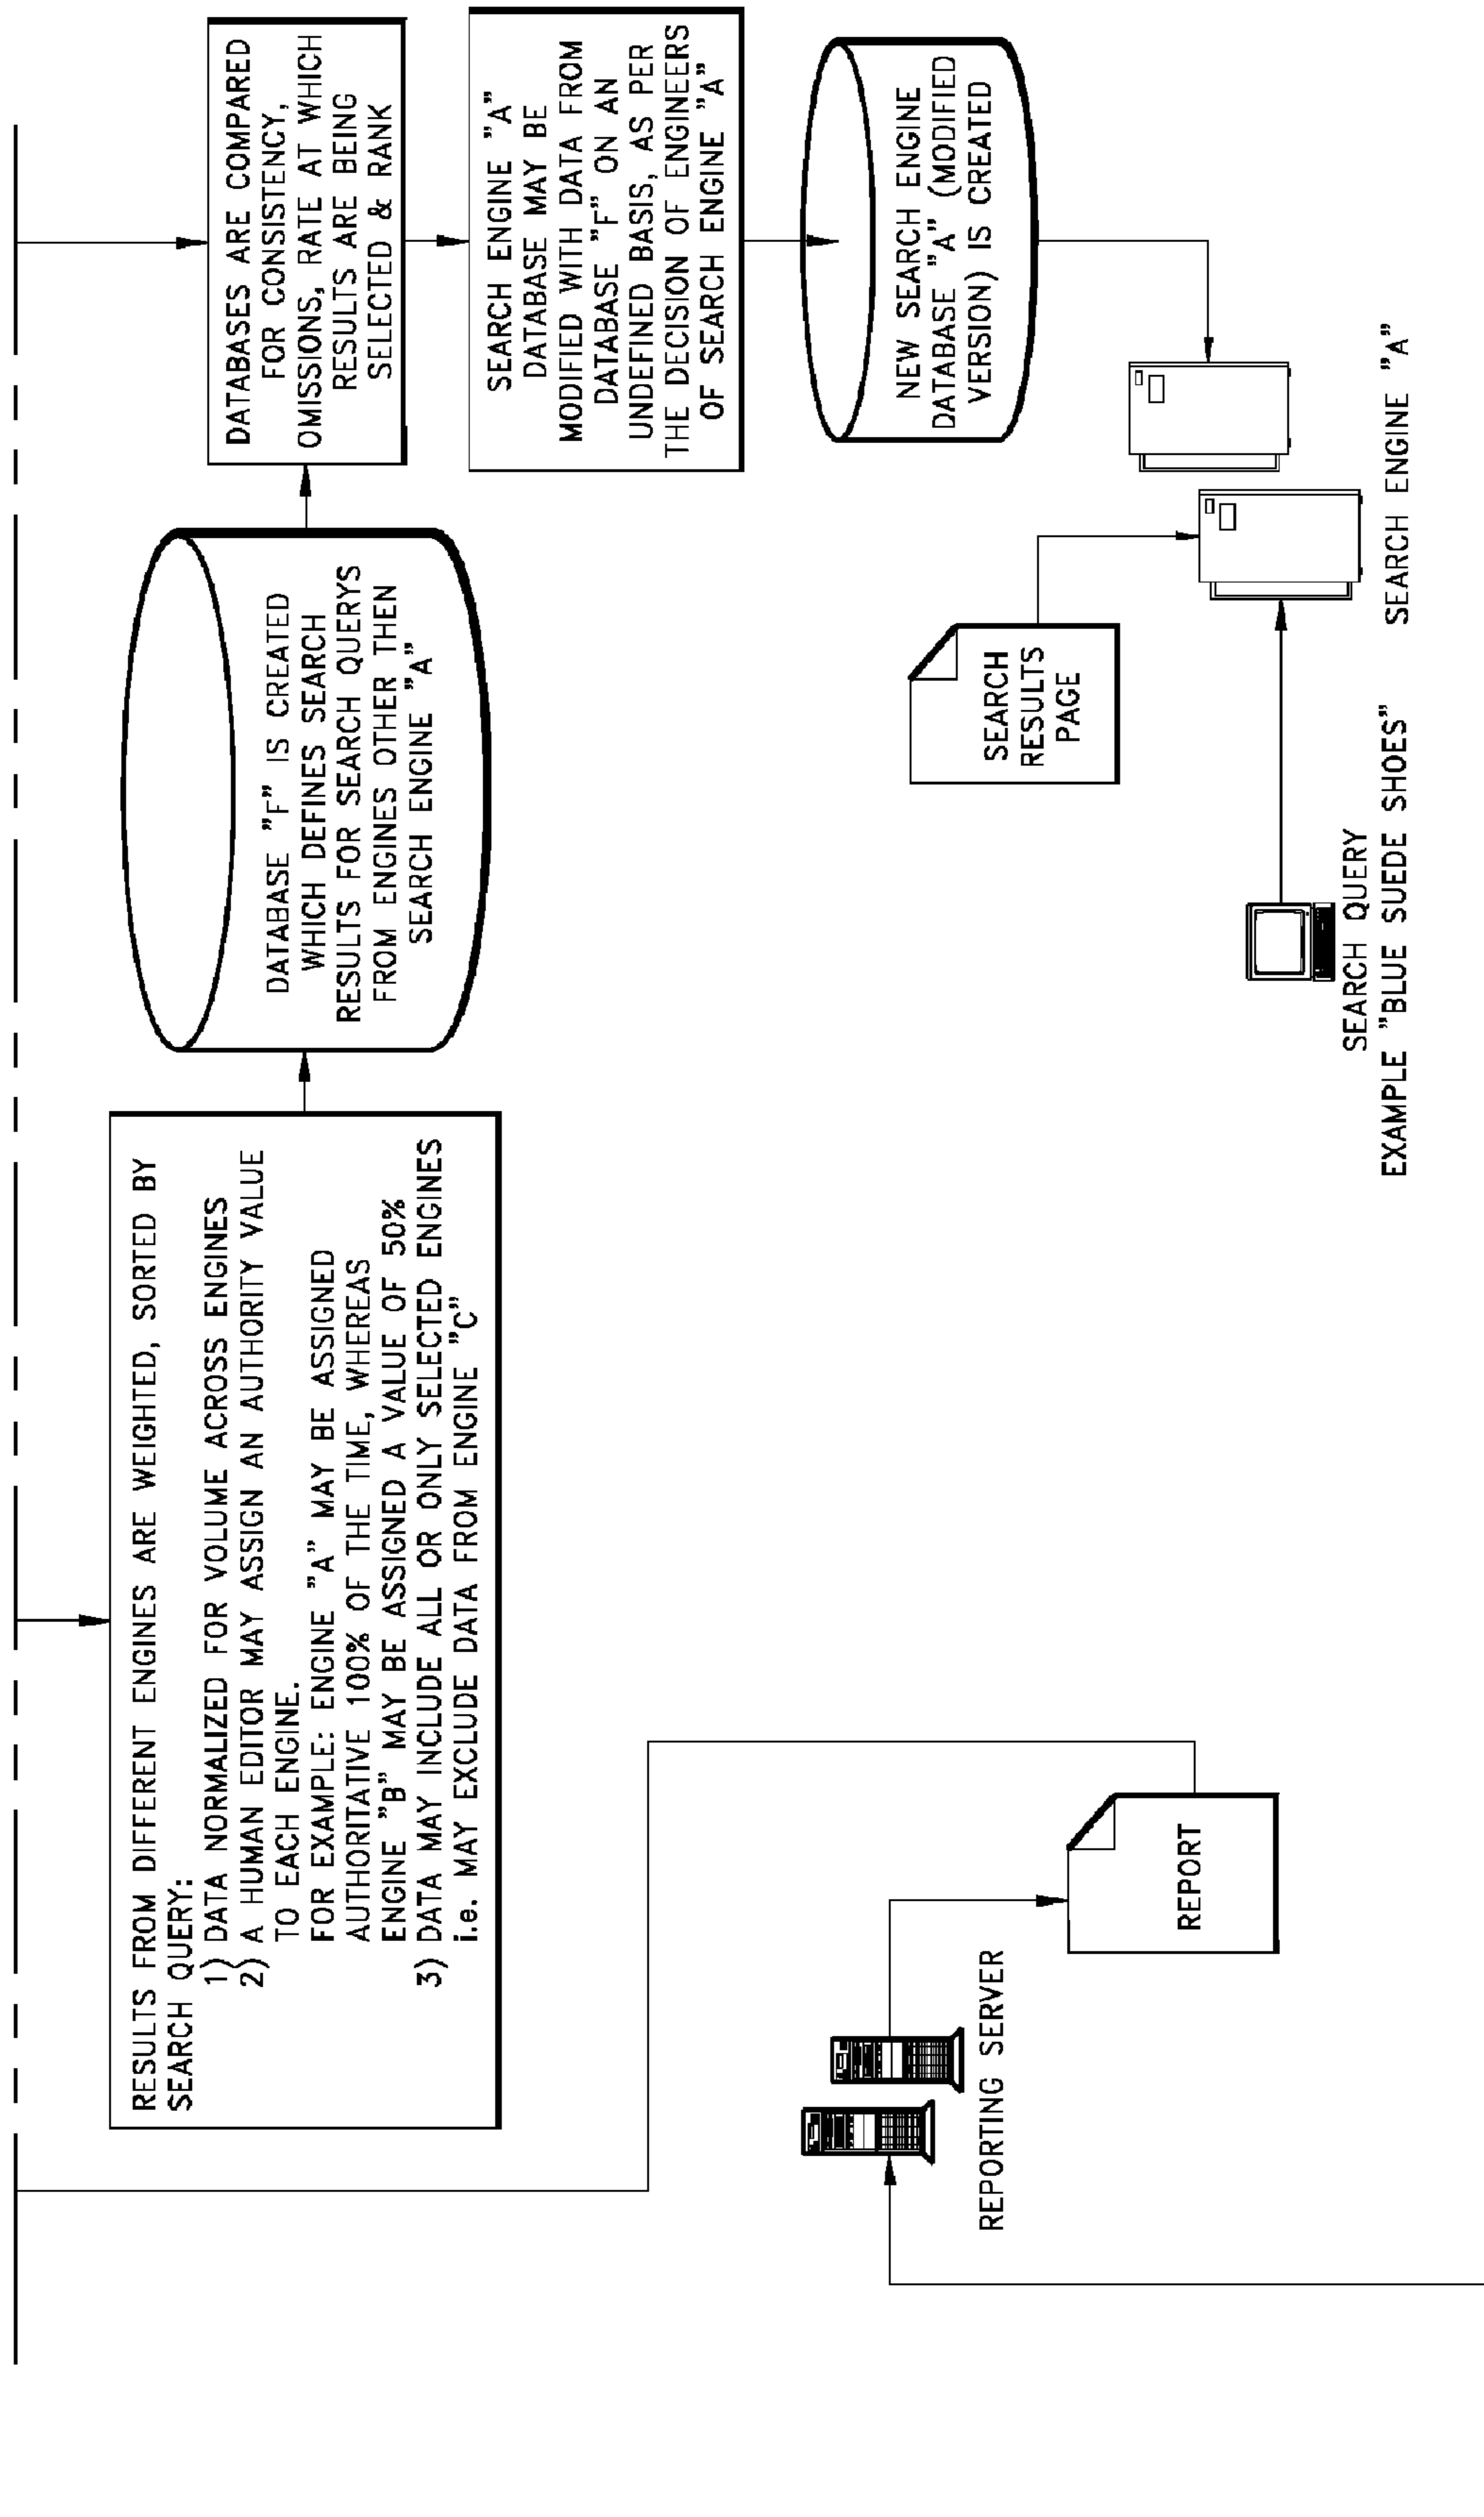 RESULTS FROM DIFFERENT ENGINES ARE WEIGHTED, SORTED BY
SEARCH QUERY:
1) DATA NORMALIZED FOR VOLUME ACROSS ENGINES
2) A HUMAN EDITOR MAY ASSIGN AN AUTHORITY VALUE
TO EACH ENGINE.
FOR EXAMPLE: ENGINE "A" MAY BE ASSIGNED
AUTHORITATIVE 100% OF THE TIME, WHEREAS
ENGINE "B" MAY BE ASSIGNED A VALUE OF 50%
3) DATA MAY INCLUDE ALL OR ONLY SELECTED ENGINES
i.e. MAY EXCLUDE DATA FROM ENGINE "C"
DATABASE "F" IS CREATED
WHICH DEFINES SEARCH
RESULTS FOR SEARCH QUERYS
FROM ENGINES OTHER THEN
SEARCH ENGINE "A"
DATABASES ARE COMPARED
FOR CONSISTENCY,
OMISSIONS, RATE AT WHICH
RESULTS ARE BEING
SELECTED & RANK
SEARCH ENGINE "A"
DATABASE MAY BE
MODIFIED WITH DATA FROM
DATABASE "F" ON AN
UNDEFINED BASIS, AS PER
THE DECISION OF ENGINEERS
OF SEARCH ENGINE "A"
NEW SEARCH ENGINE
DATABASE "A" (MODIFIED
VERSION) IS CREATED
REPORTING SERVER
REPORT
SEARCH
RESULTS
PAGE
SEARCH QUERY
EXAMPLE "BLUE SUEDE SHOES"
SEARCH ENGINE "A"